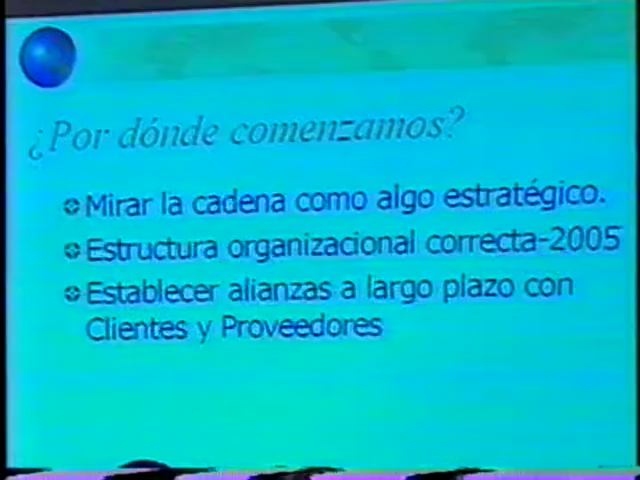 ¿Por dónde comenzamos?
Mirar la cadena como algo estratégico.
Estructura organizacional correcta-2005
Establecer alianzas a largo plazo con
Clientes y Proveedores